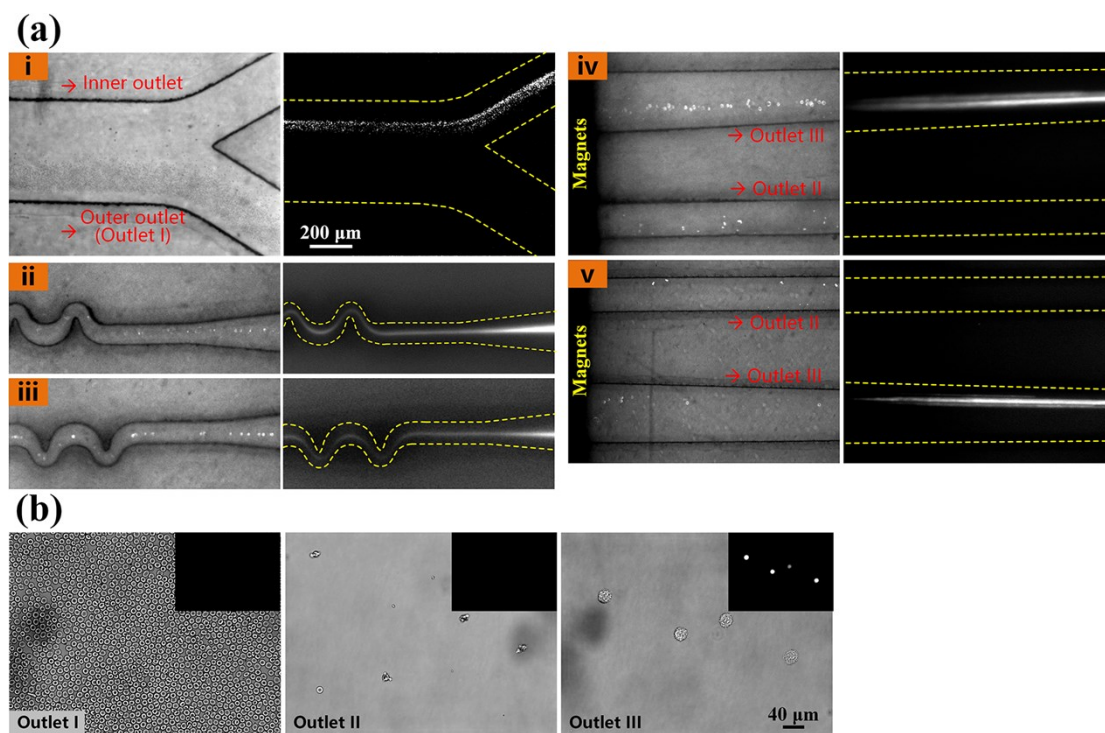 (a)
i
→ Inner outlet
→ Outer outlet
(Outlet I)
200 μm
ii
iii
iv
Magnets
→ Outlet III
→ Outlet II
v
Magnets
→ Outlet II
→ Outlet III
(b)
Outlet I
Outlet II
Outlet III
40 μm